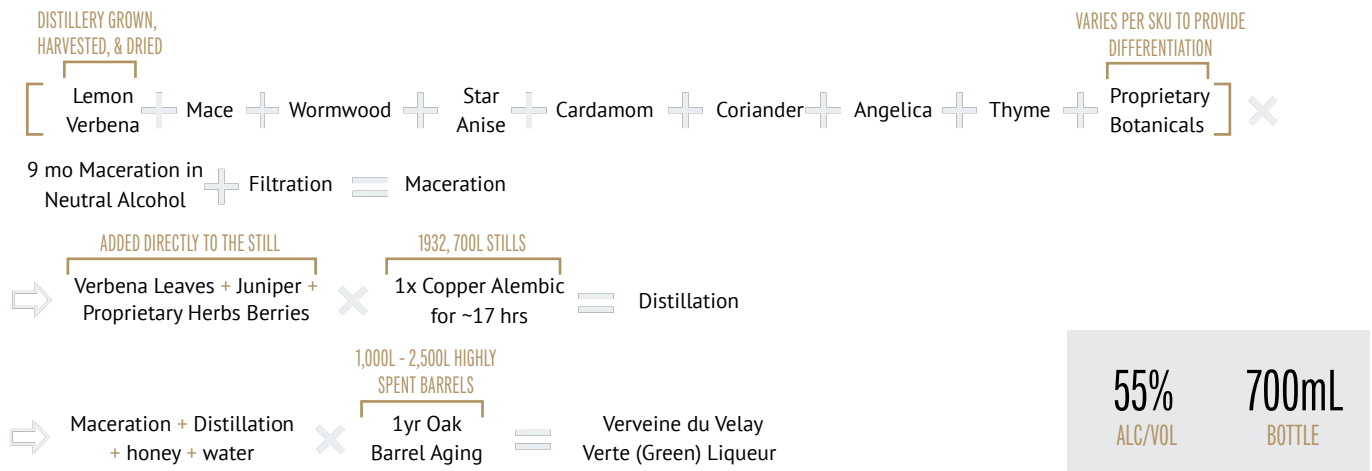 DISTILLERY GROWN,
HARVESTED, & DRIED
VARIES PER SKU TO PROVIDE
DIFFERENTIATION
[ Lemon Verbena + Mace + Wormwood + Star Anise + Cardamom + Coriander + Angelica + Thyme + Proprietary Botanicals ] ×
9 mo Maceration in Neutral Alcohol + Filtration = Maceration
ADDED DIRECTLY TO THE STILL
1932, 700L STILLS
Verbena Leaves + Juniper +
Proprietary Herbs Berries
×
1x Copper Alembic
for ~17 hrs
=
Distillation
1,000L - 2,500L HIGHLY
SPENT BARRELS
Maceration + Distillation
+ honey + water
×
1yr Oak
Barrel Aging
=
Verveine du Velay
Verte (Green) Liqueur
55%
ALC/VOL
700mL
BOTTLE